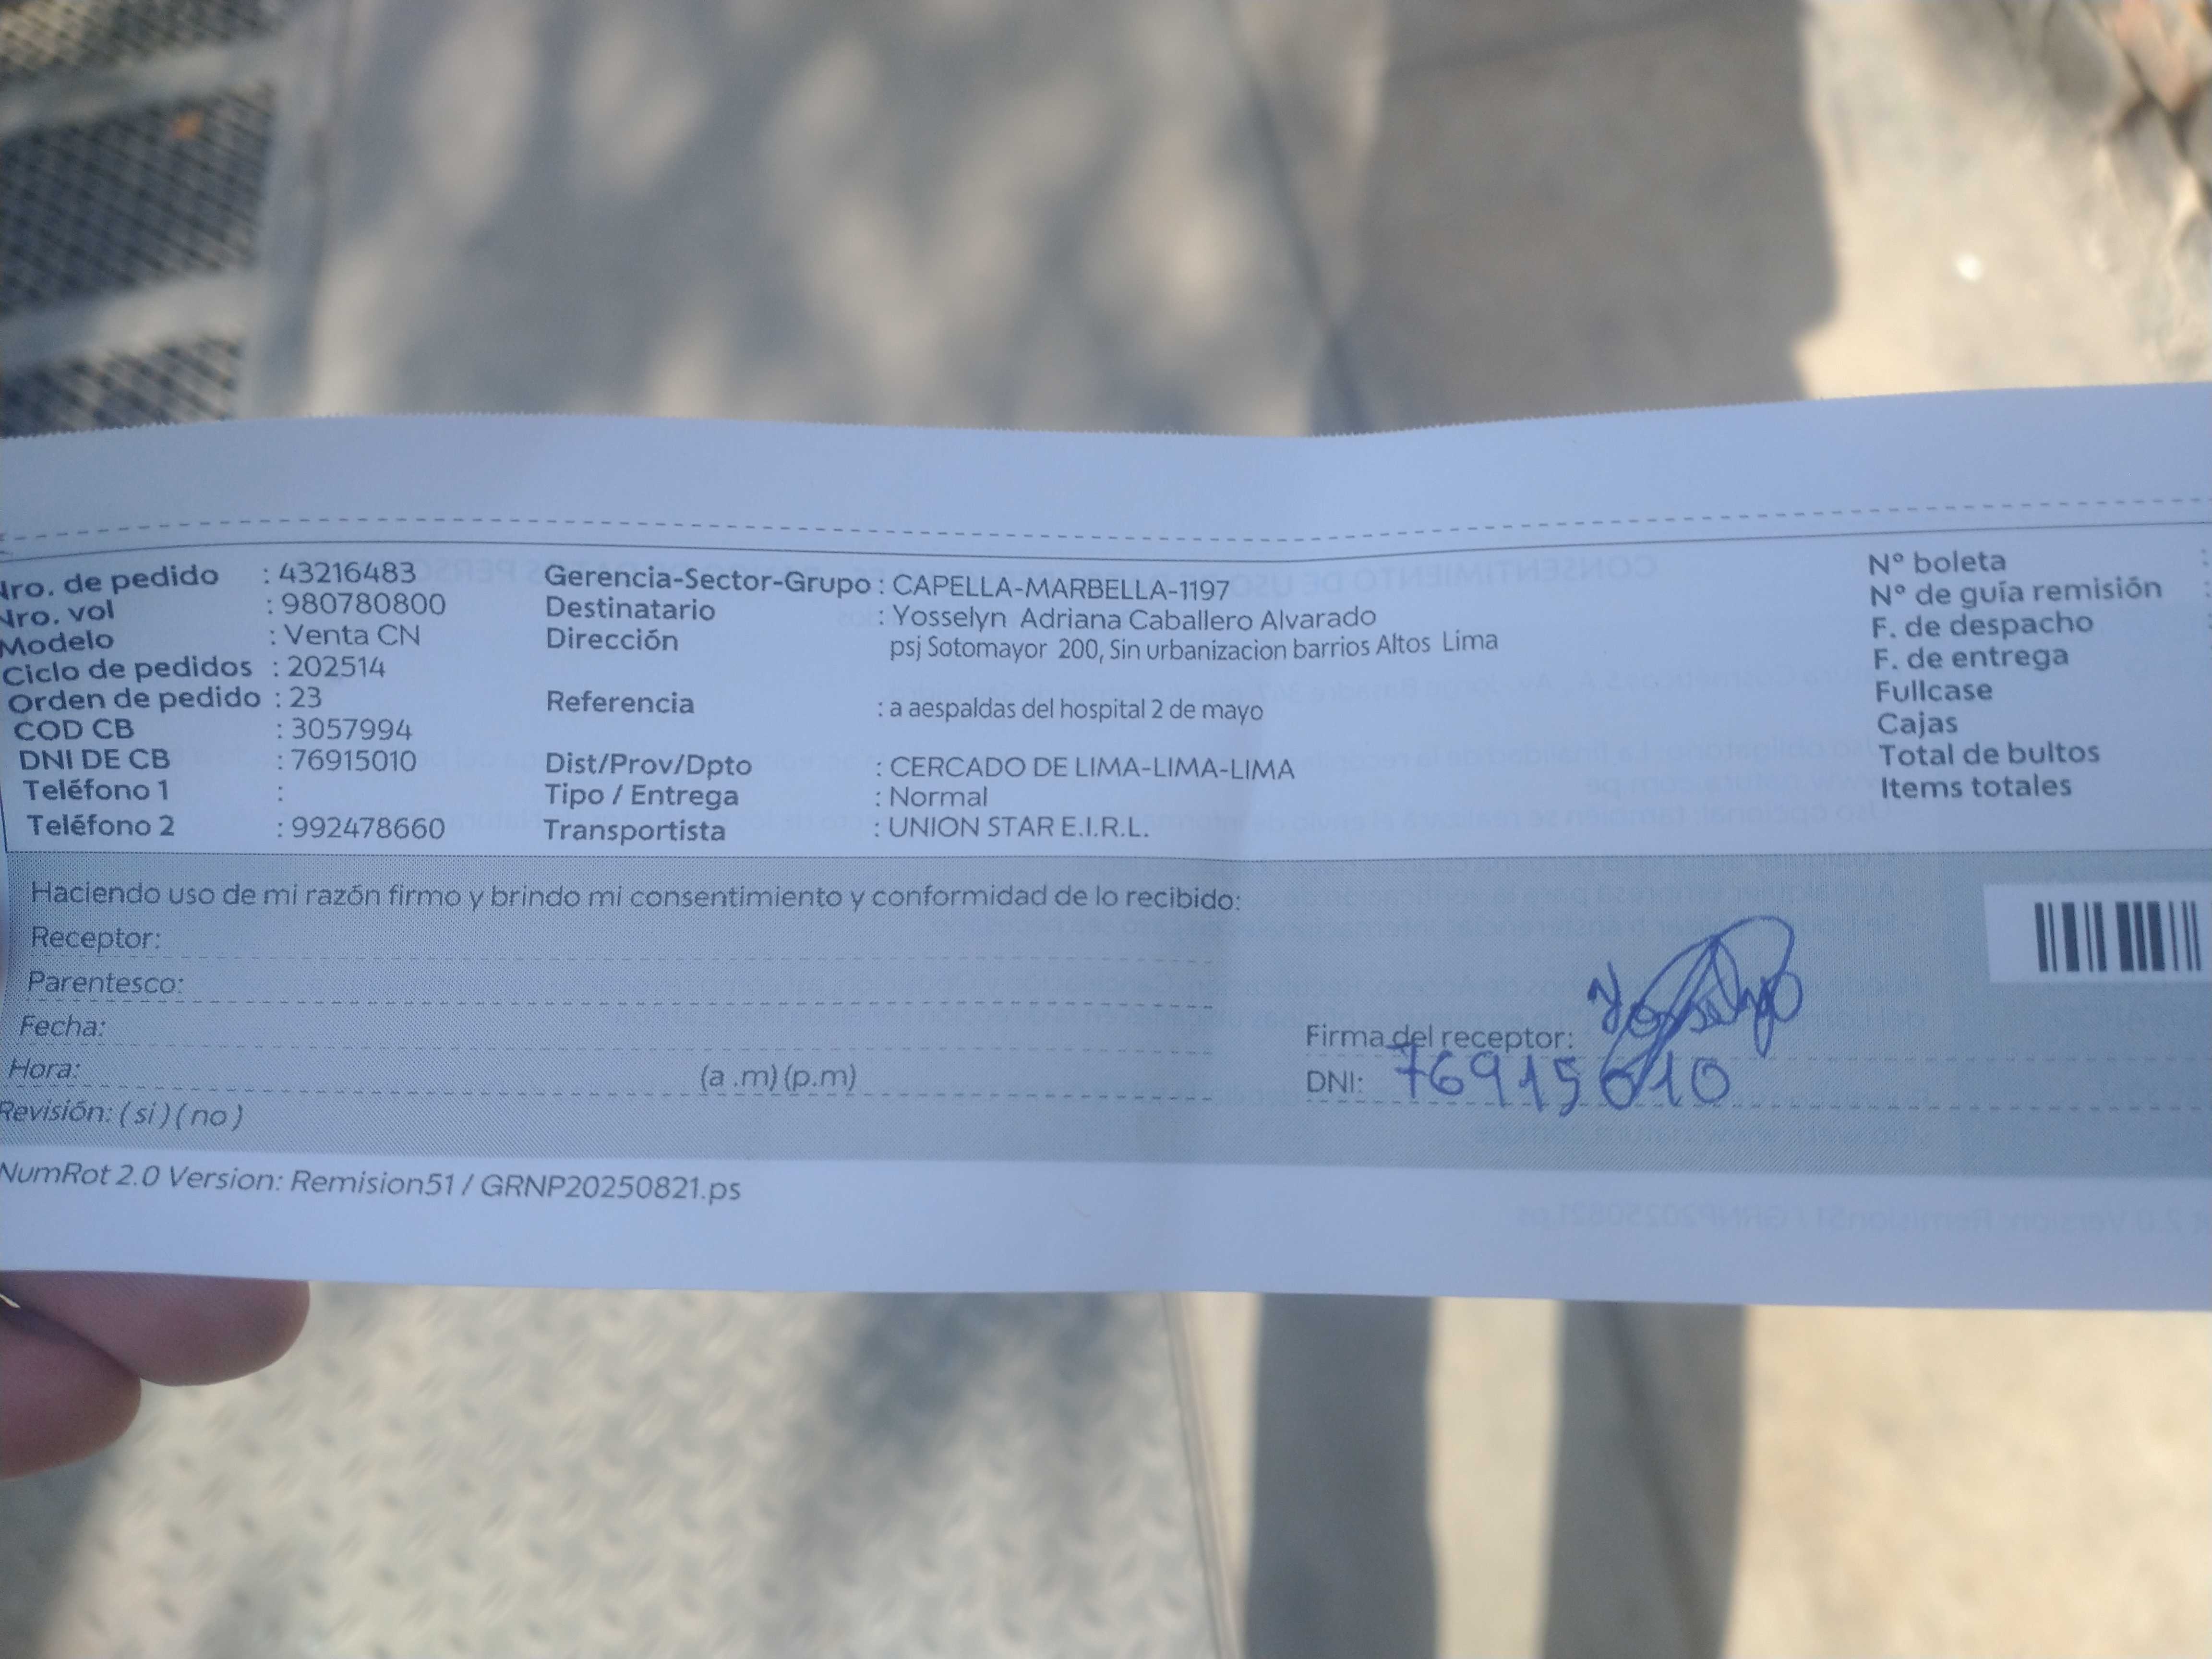 Nro. de pedido : 43216483
Nro. vol : 980780800
Modelo : Venta CN
Ciclo de pedidos : 202514
Orden de pedido : 23
COD CB : 3057994
DNI DE CB : 76915010
Teléfono 1 :
Teléfono 2 : 992478660
Gerencia-Sector-Grupo : CAPELLA-MARBELLA-1197
Destinatario : Yosselyn Adriana Caballero Alvarado
Dirección psj Sotomayor 200, Sin urbanizacion barrios Altos Lima
Referencia : a aespaldas del hospital 2 de mayo
Dist/Prov/Dpto : CERCADO DE LIMA-LIMA-LIMA
Tipo / Entrega : Normal
Transportista : UNION STAR E.I.R.L.
N° boleta :
N° de guía remisión :
F. de despacho :
F. de entrega
Fullcase
Cajas
Total de bultos
Items totales
Haciendo uso de mi razón firmo y brindo mi consentimiento y conformidad de lo recibido:
Receptor:
Parentesco:
Fecha:
Hora: (a .m) (p.m)
Revisión: ( si ) ( no )
Firma del receptor: Yosselyn
DNI: 76915010
NumRot 2.0 Version: Remision51 / GRNP20250821.ps